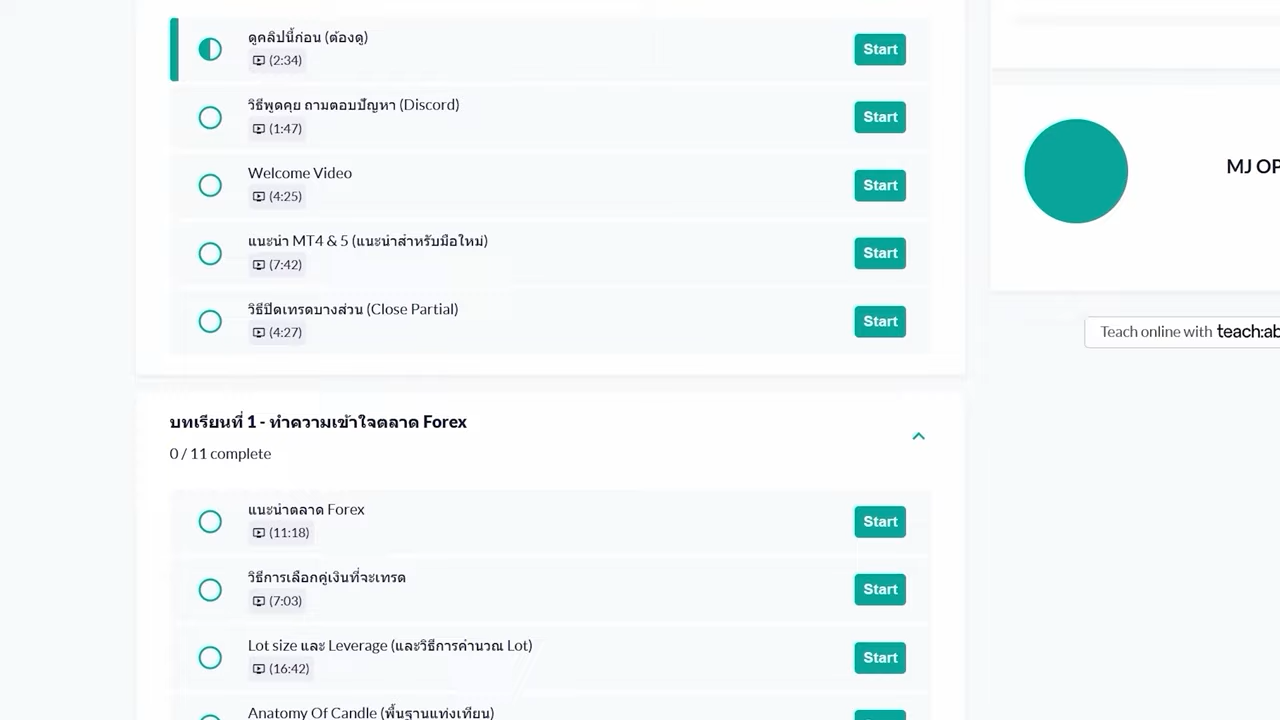 ดูคลิปนี้ก่อน (ต้องดู)
(2:34)
Start
วิธีพูดคุย ถามตอบปัญหา (Discord)
(1:47)
Start
Welcome Video
(4:25)
Start
แนะนำ MT4 & 5 (แนะนำสำหรับมือใหม่)
(7:42)
Start
วิธีปิดเทรดบางส่วน (Close Partial)
(4:27)
Start
บทเรียนที่ 1 - ทำความเข้าใจตลาด Forex
0 / 11 complete
แนะนำตลาด Forex
(11:18)
Start
วิธีการเลือกคู่เงินที่จะเทรด
(7:03)
Start
Lot size และ Leverage (และวิธีการคำนวณ Lot)
(16:42)
Start
Anatomy Of Candle (พื้นฐานแท่งเทียน)
MJ OP
Teach online with teach:ab